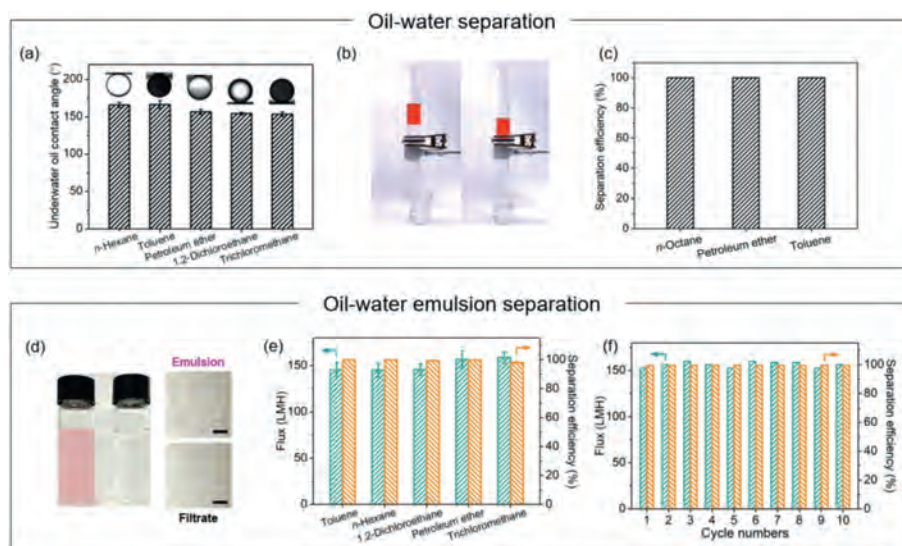 Oil-water separation
(a)
Underwater oil contact angle (°)
200
150
100
50
0
n-Hexane
Toluene
Petroleum ether
1,2-Dichloroethane
Trichloromethane
(b)
(c)
Separation efficiency (%)
100
80
60
40
20
0
n-Octane
Petroleum ether
Toluene
Oil-water emulsion separation
(d)
Emulsion
Filtrate
(e)
Flux (LMH)
150
100
50
0
Toluene
n-Hexane
1,2-Dichloroethane
Petroleum ether
Trichloromethane
100
80
60
40
20
0
Separation efficiency (%)
(f)
Flux (LMH)
150
100
50
0
1 2 3 4 5 6 7 8 9 10
Cycle numbers
100
80
60
40
20
0
Separation efficiency (%)